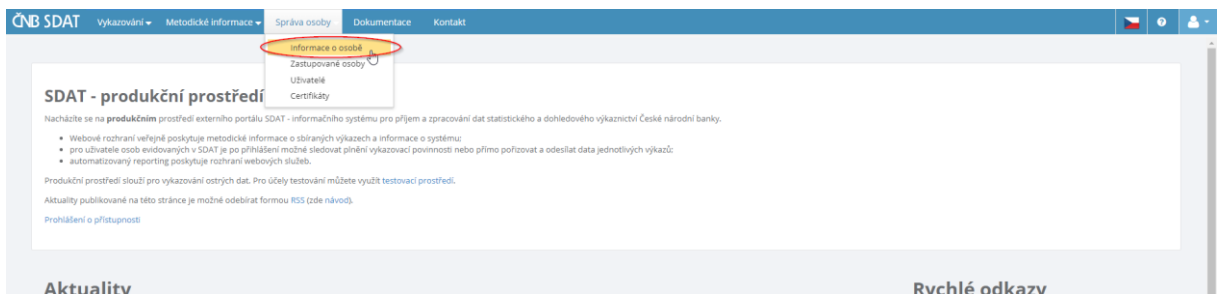 ČNB SDAT Vykazování Metodické informace Správa osoby Dokumentace Kontakt
Informace o osobě
Zastupované osoby
Uživatelé
Certifikáty
SDAT - produkční prostředí
Nacházíte se na produkčním prostředí externího portálu SDAT - informačního systému pro příjem a zpracování dat statistického a dohledového výkaznictví České národní banky.
Webové rozhraní veřejně poskytuje metodické informace o sbíraných výkazech a informace o systému;
pro uživatele osob evidovaných v SDAT je po přihlášení možné sledovat plnění vykazovací povinnosti nebo přímo pořizovat a odesílat data jednotlivých výkazů;
automatizovaný reporting poskytuje rozhraní webových služeb.
Produkční prostředí slouží pro vykazování ostrých dat. Pro účely testování můžete využít testovací prostředí.
Aktuality publikované na této stránce je možné odebírat formou RSS (zde návod).
Prohlášení o přístupnosti
Aktuality Rychlé odkazy